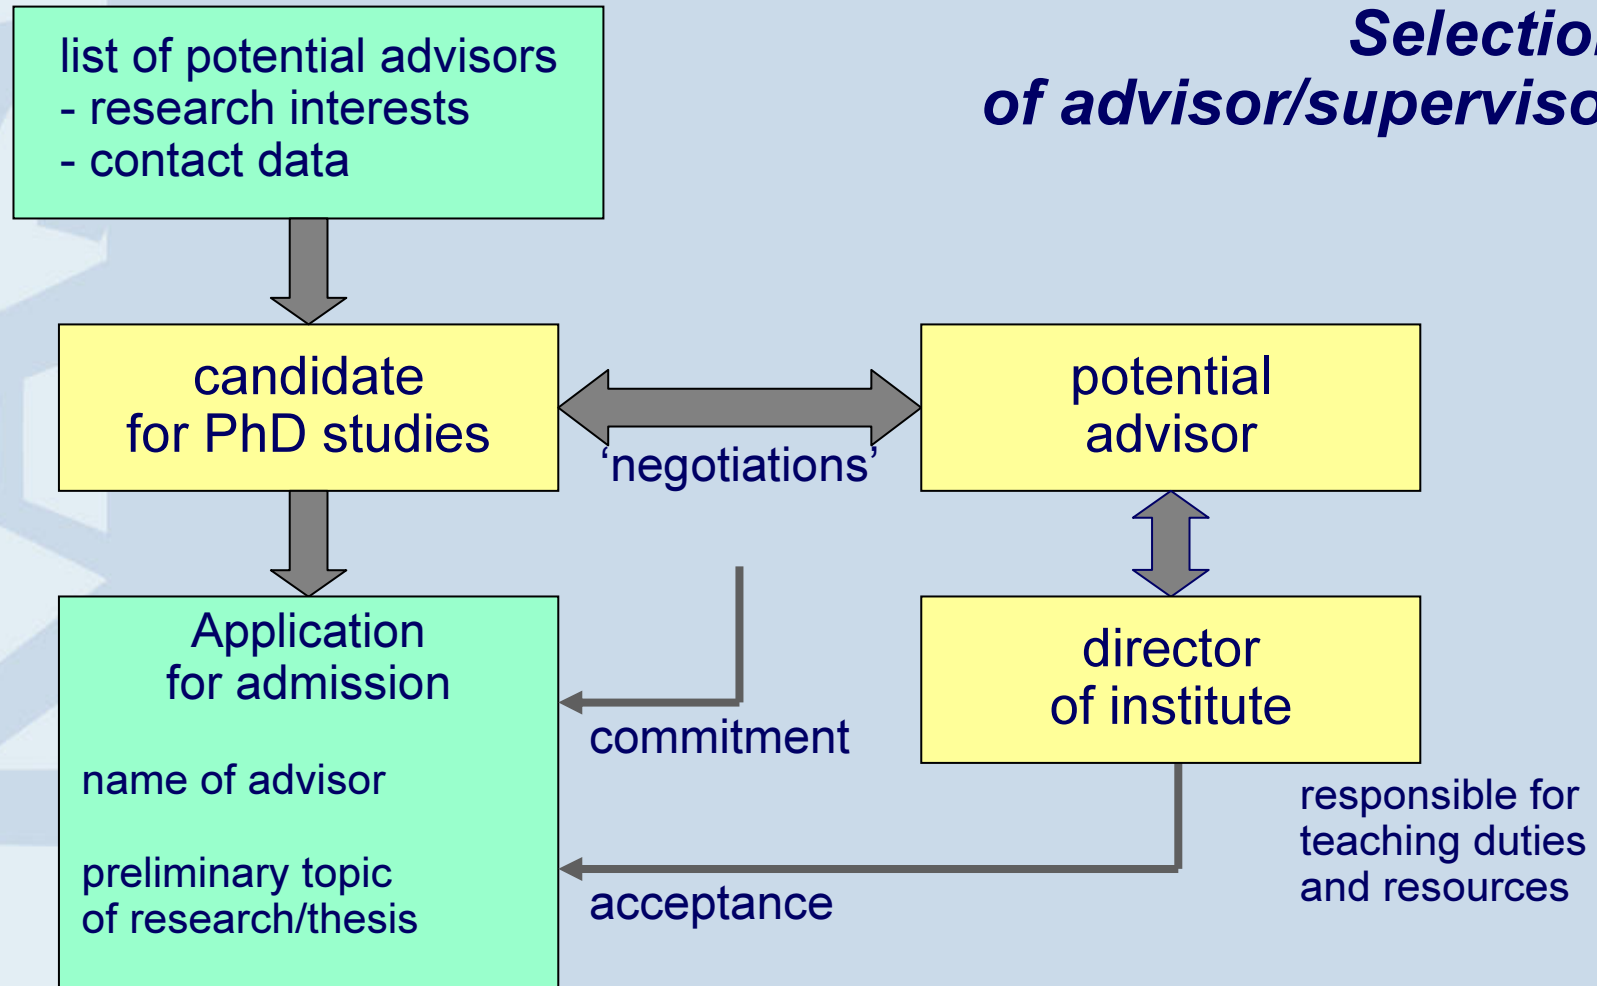 Selection
of advisor/supervisor
list of potential advisors
- research interests
- contact data
candidate
for PhD studies
‘negotiations’
potential
advisor
Application
for admission
name of advisor
preliminary topic
of research/thesis
commitment
acceptance
director
of institute
responsible for
teaching duties
and resources